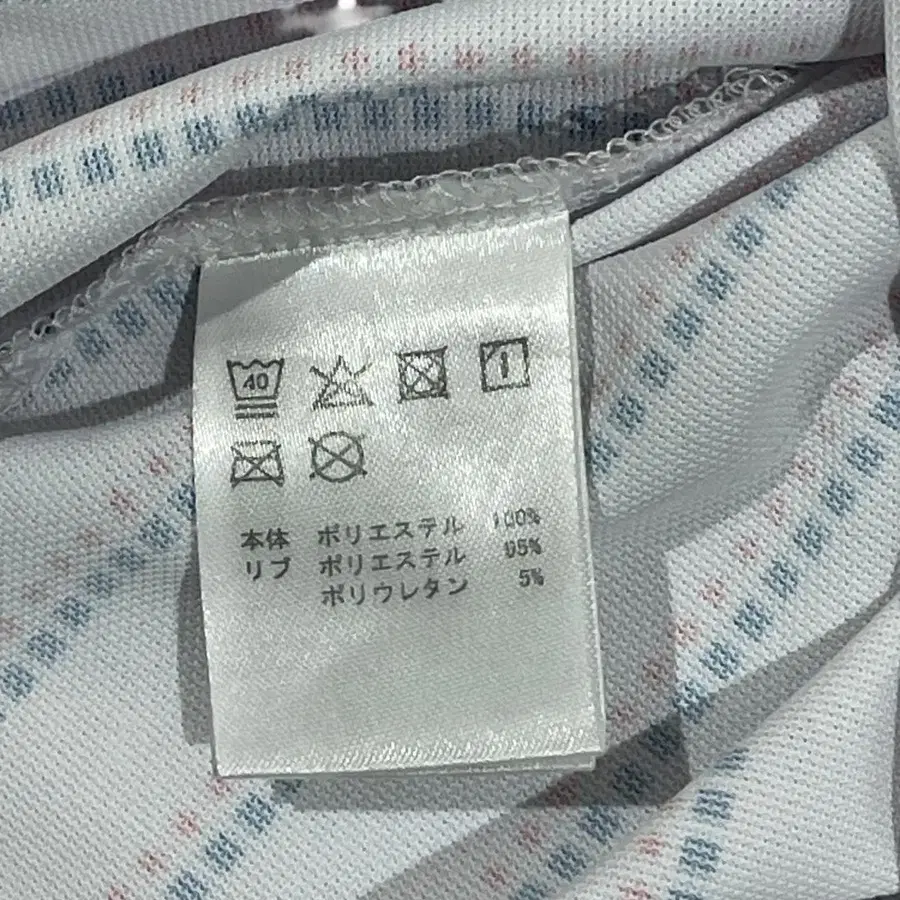 40
本体 ポリエステル 100%
リブ ポリエステル 95%
ポリウレタン 5%